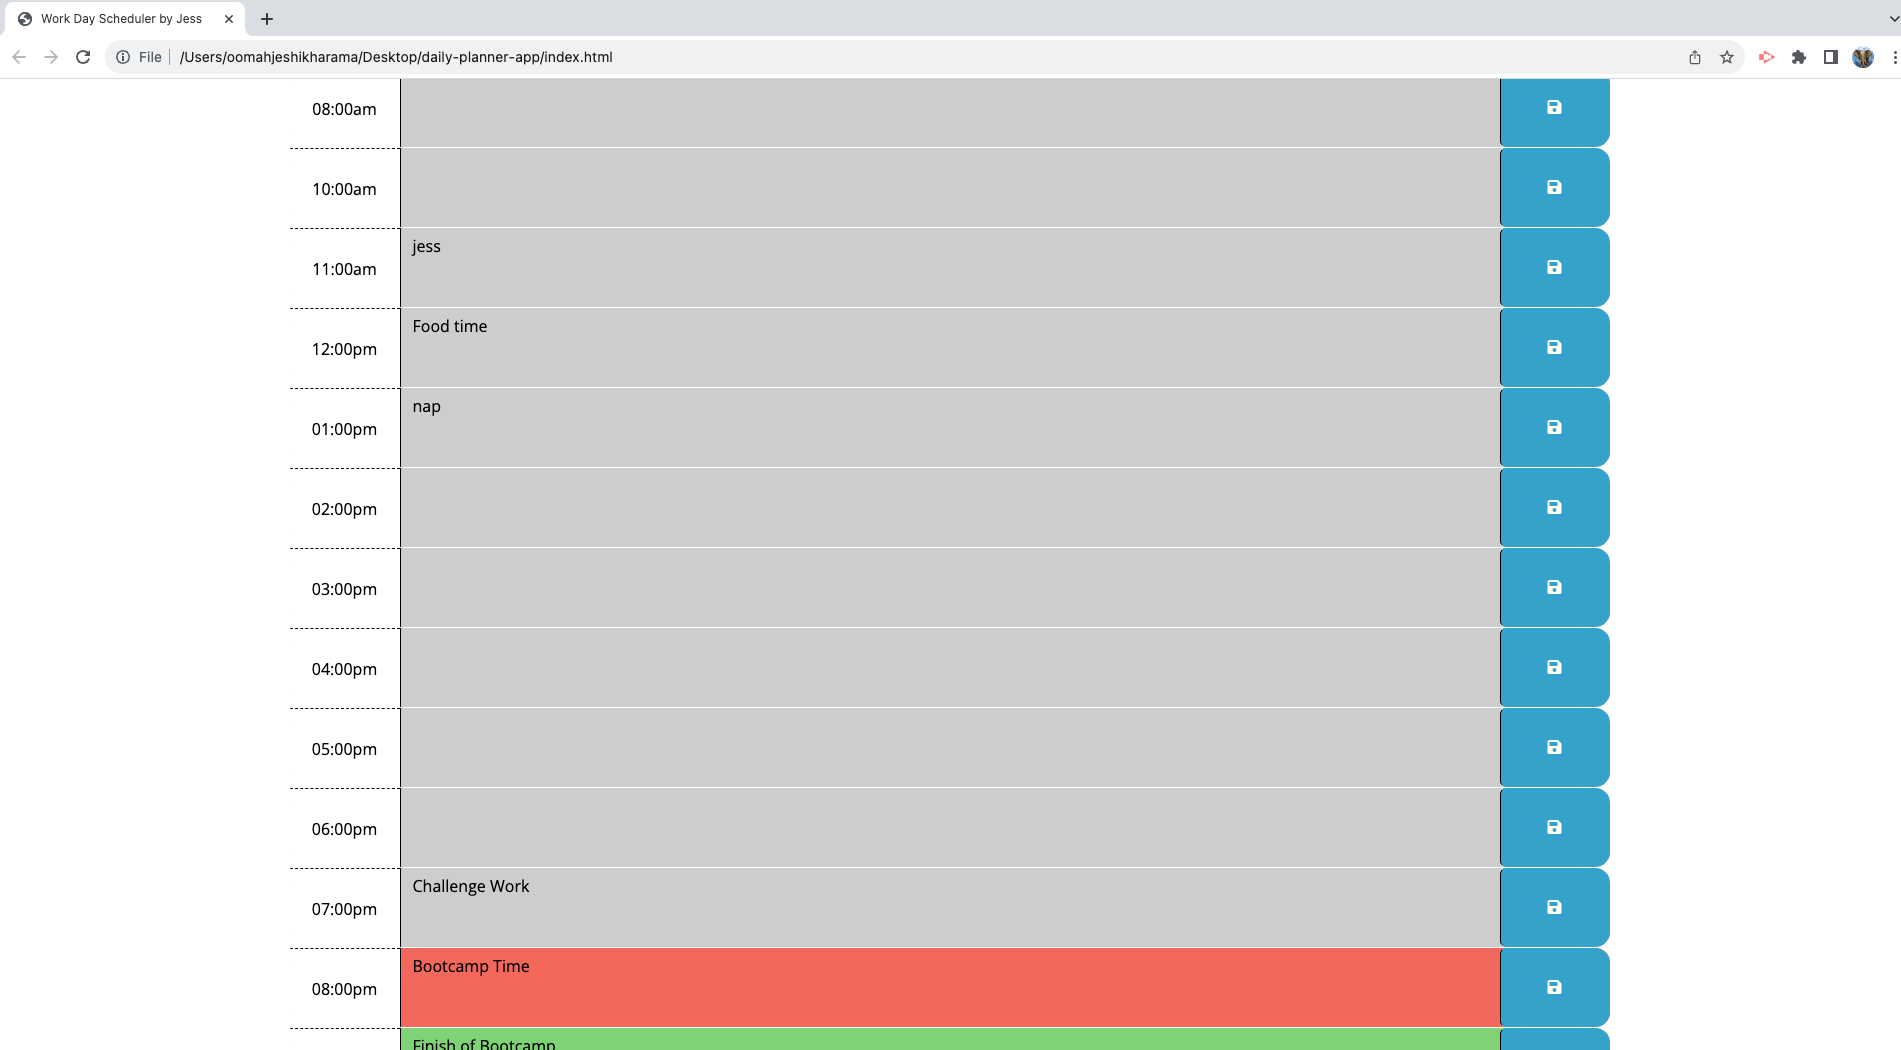 Work Day Scheduler by Jess
File /Users/oomahjeshikharama/Desktop/daily-planner-app/index.html
08:00am
10:00am
jess
11:00am
Food time
12:00pm
nap
01:00pm
02:00pm
03:00pm
04:00pm
05:00pm
06:00pm
Challenge Work
07:00pm
Bootcamp Time
08:00pm
Finish of Bootcamp